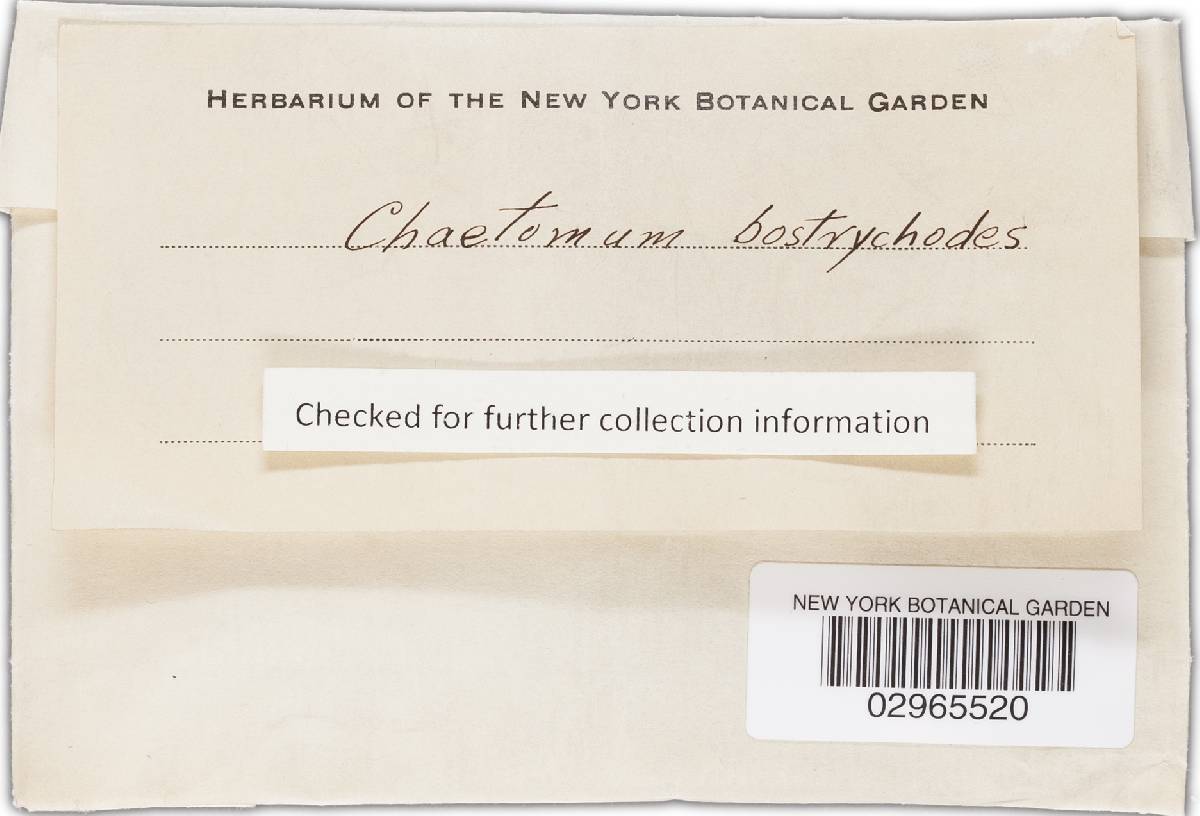 HERBARIUM OF THE NEW YORK BOTANICAL GARDEN
Chaetomum bostrychodes
Checked for further collection information
NEW YORK BOTANICAL GARDEN
02965520